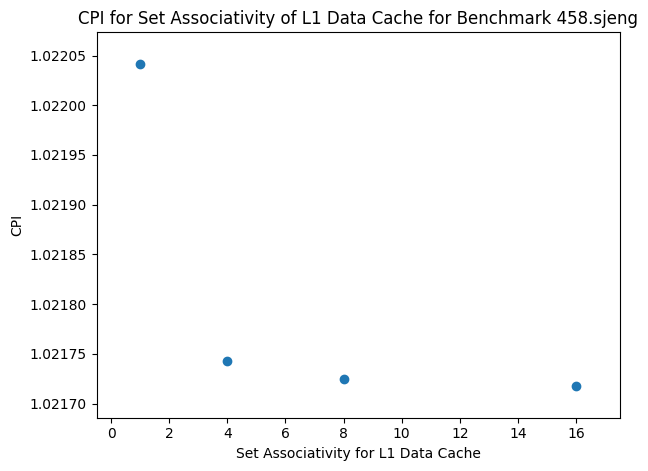 CPI for Set Associativity of L1 Data Cache for Benchmark 458.sjeng
1.02205
1.02200
1.02195
1.02190
1.02185
1.02180
1.02175
1.02170
CPI
0 2 4 6 8 10 12 14 16
Set Associativity for L1 Data Cache